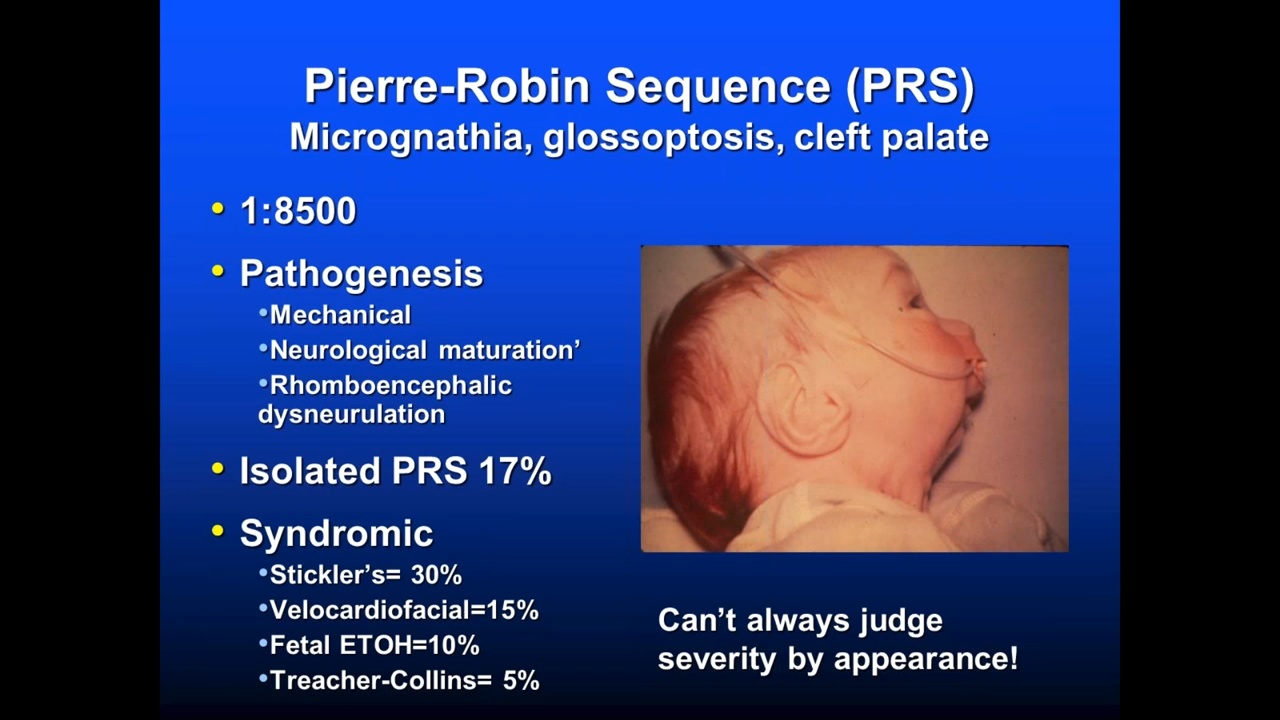 Pierre-Robin Sequence (PRS)
Micrognathia, glossoptosis, cleft palate
• 1:8500
• Pathogenesis
•Mechanical
•Neurological maturation’
•Rhomboencephalic
dysneurulation
• Isolated PRS 17%
• Syndromic
•Stickler’s= 30%
•Velocardiofacial=15%
•Fetal ETOH=10%
•Treacher-Collins= 5%
Can’t always judge
severity by appearance!